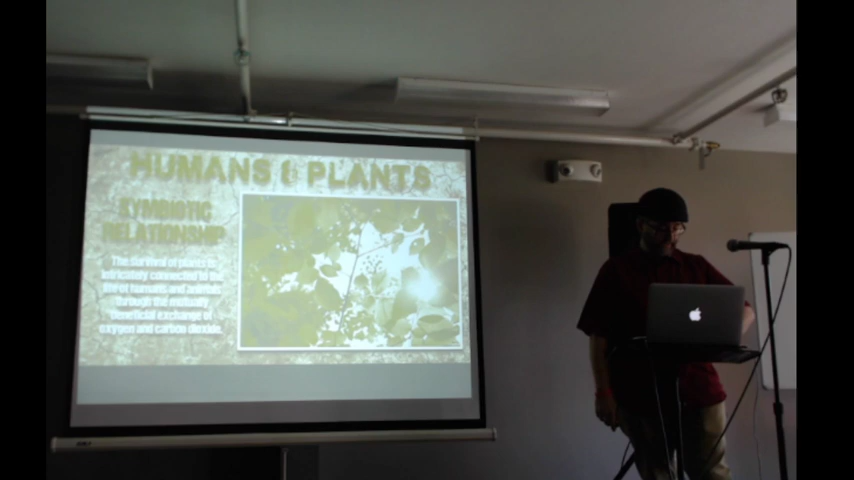 HUMANS & PLANTS
SYMBIOTIC
RELATIONSHIP
The survival of plants is
intricately connected to the
life of humans and animals
through the mutually
beneficial exchange of
oxygen and carbon dioxide.